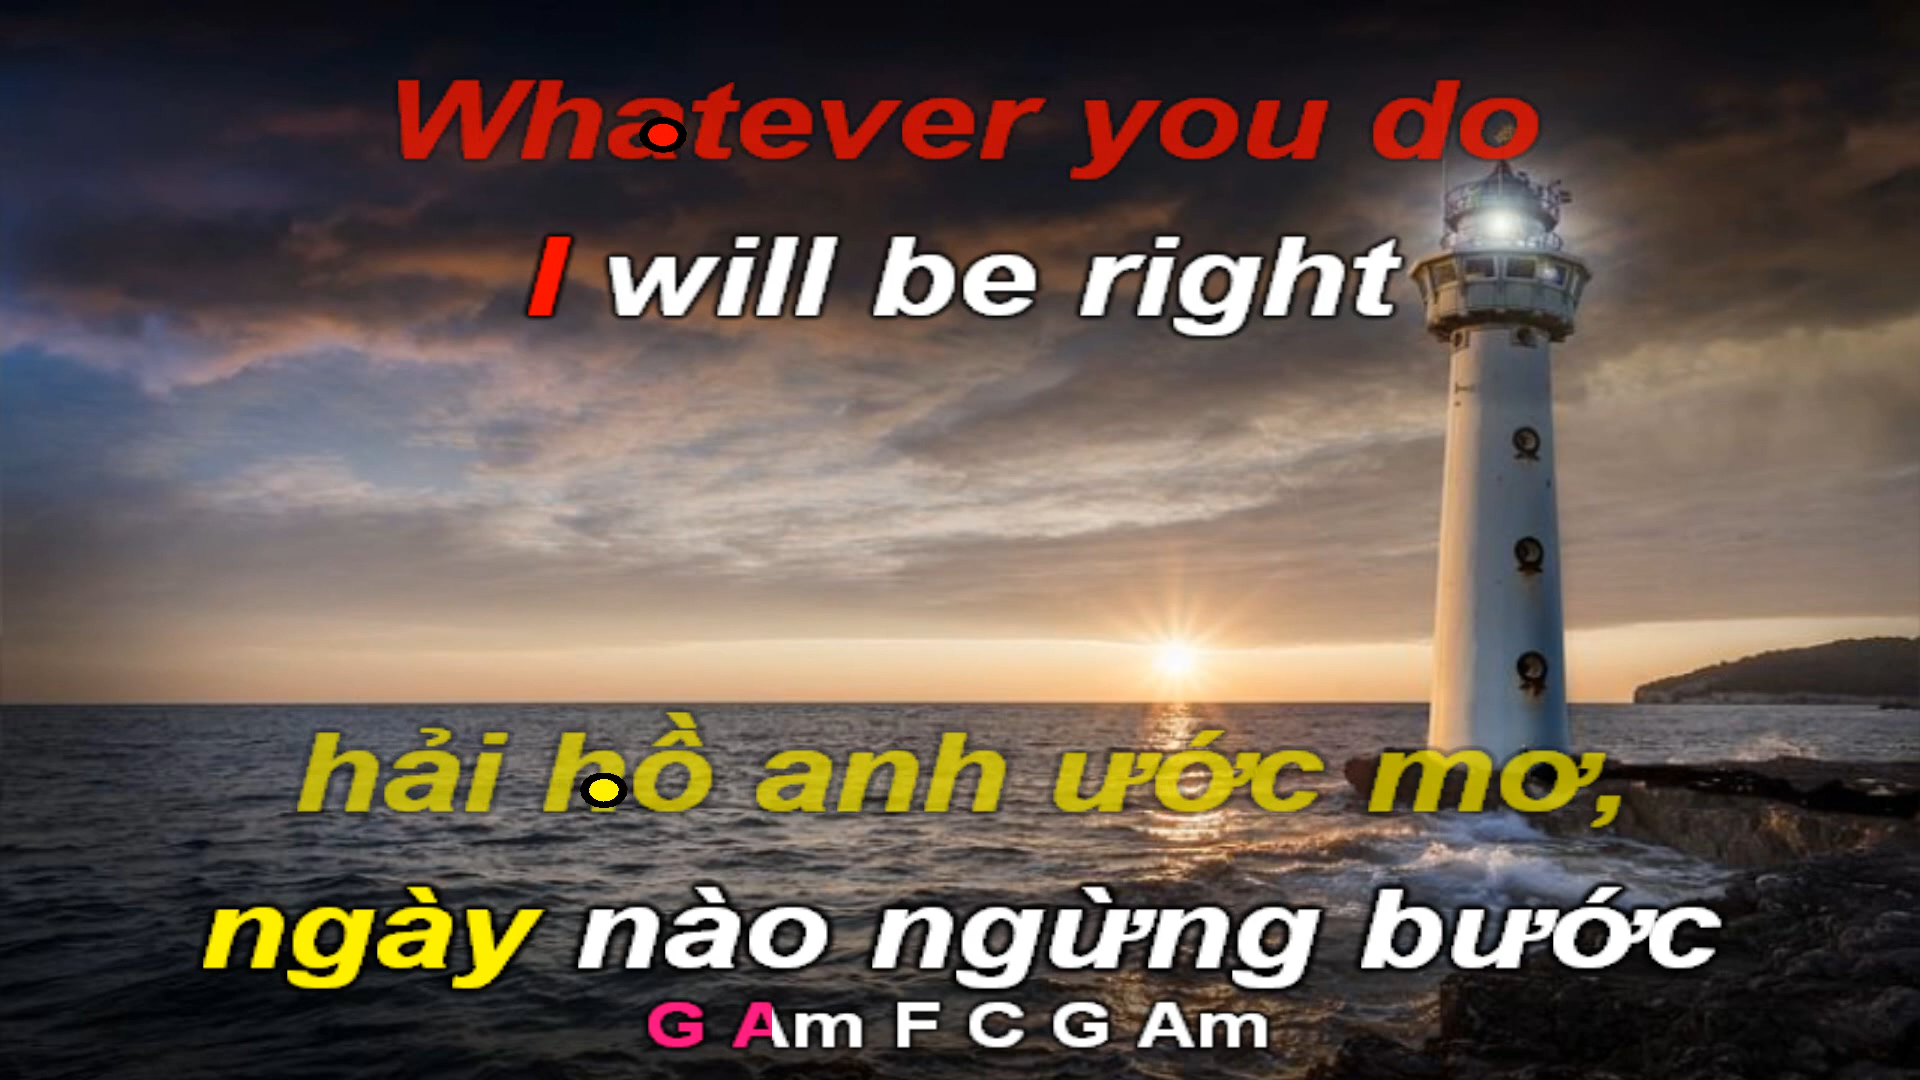 Whatever you do
I will be right
hải hồ anh ước mơ,
ngày nào ngừng bước
G Am F C G Am